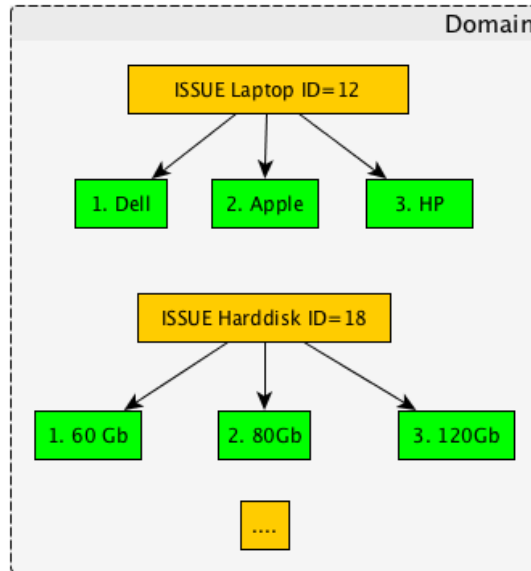 Domain
ISSUE Laptop ID=12
1. Dell
2. Apple
3. HP
ISSUE Harddisk ID=18
1. 60 Gb
2. 80Gb
3. 120Gb
....